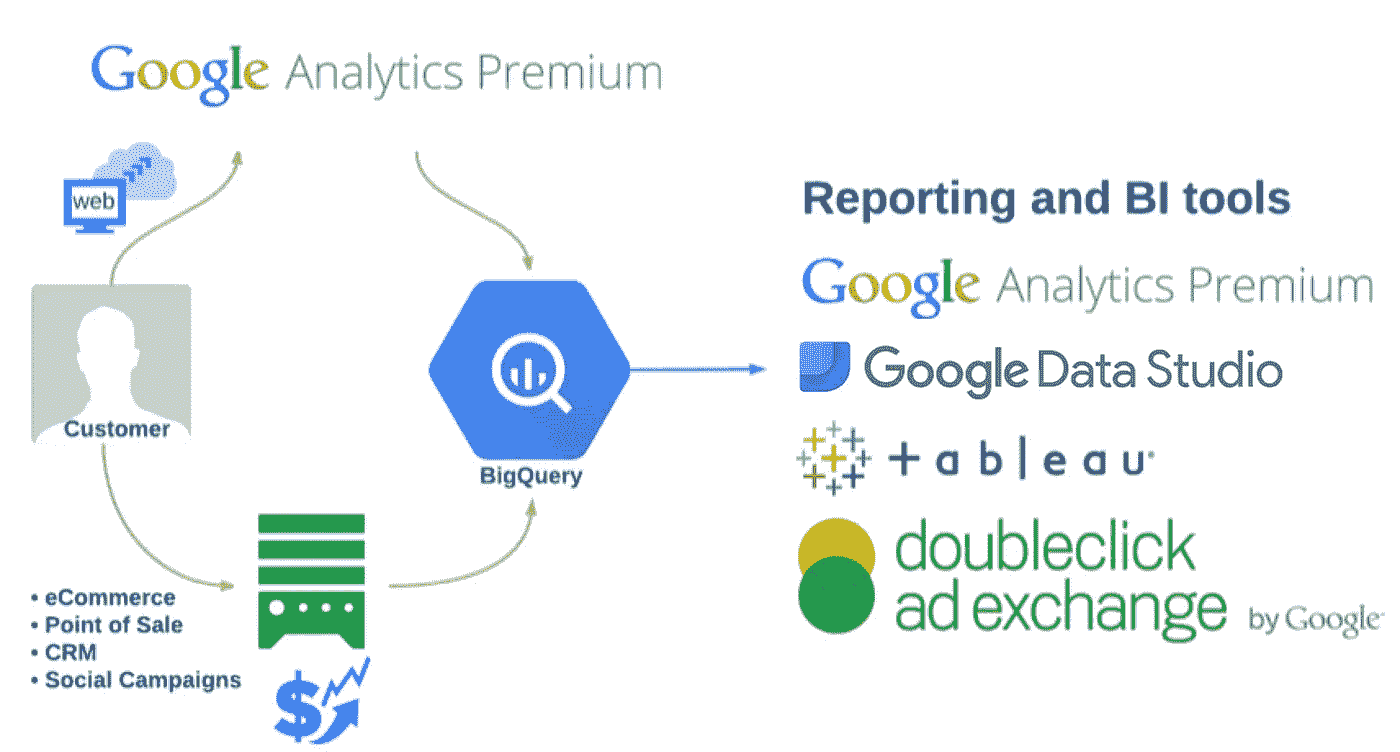 Google Analytics Premium
web
Customer
• eCommerce
• Point of Sale
• CRM
• Social Campaigns
$
BigQuery
Reporting and BI tools
Google Analytics Premium
Google Data Studio
+ a b | e a u
doubleclick
ad exchange by Google